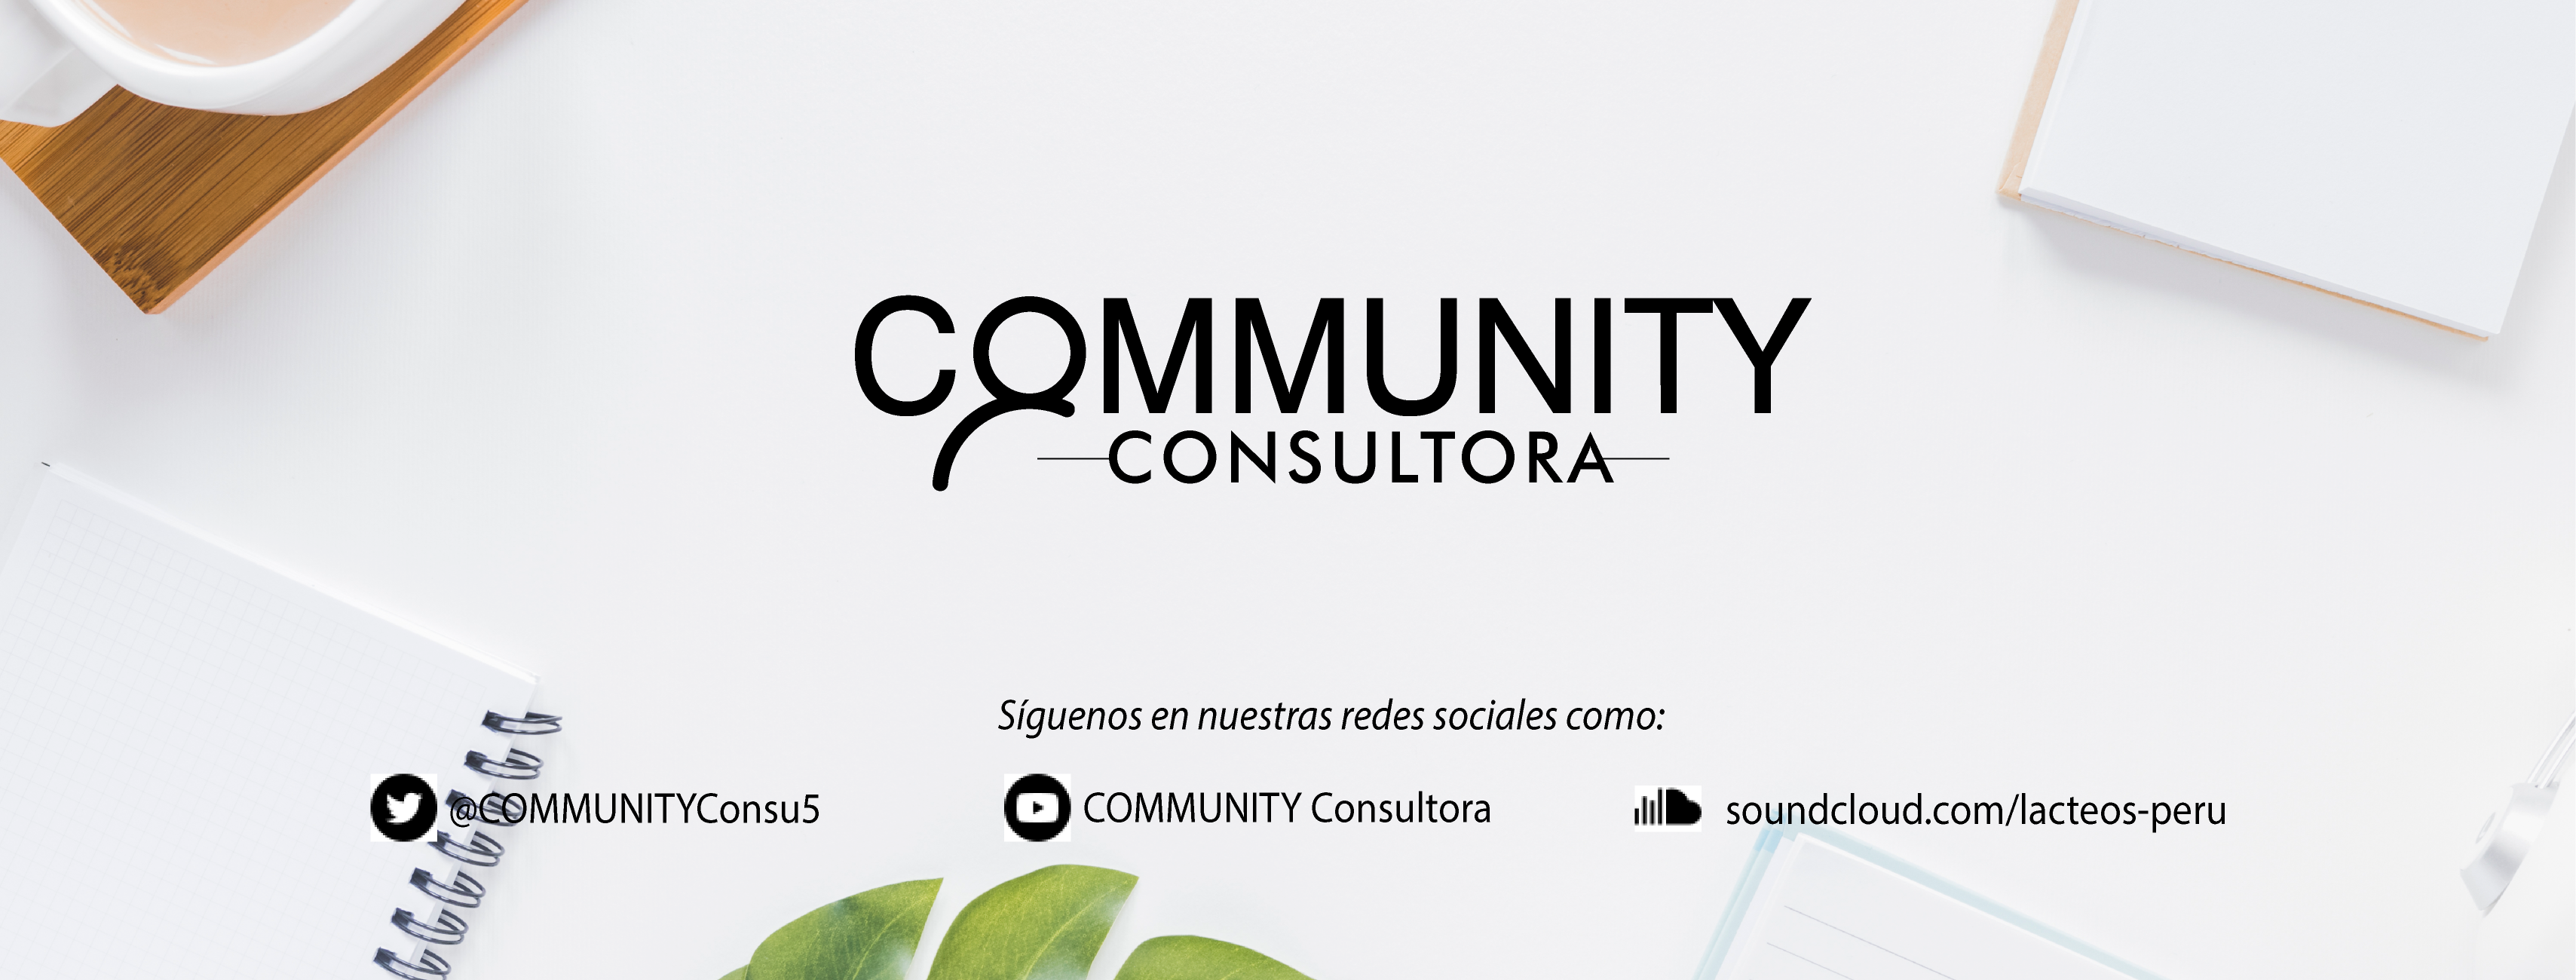 COMMUNITY
CONSULTORA
Síguenos en nuestras redes sociales como:
@COMMUNITYConsu5
COMMUNITY Consultora
soundcloud.com/lacteos-peru